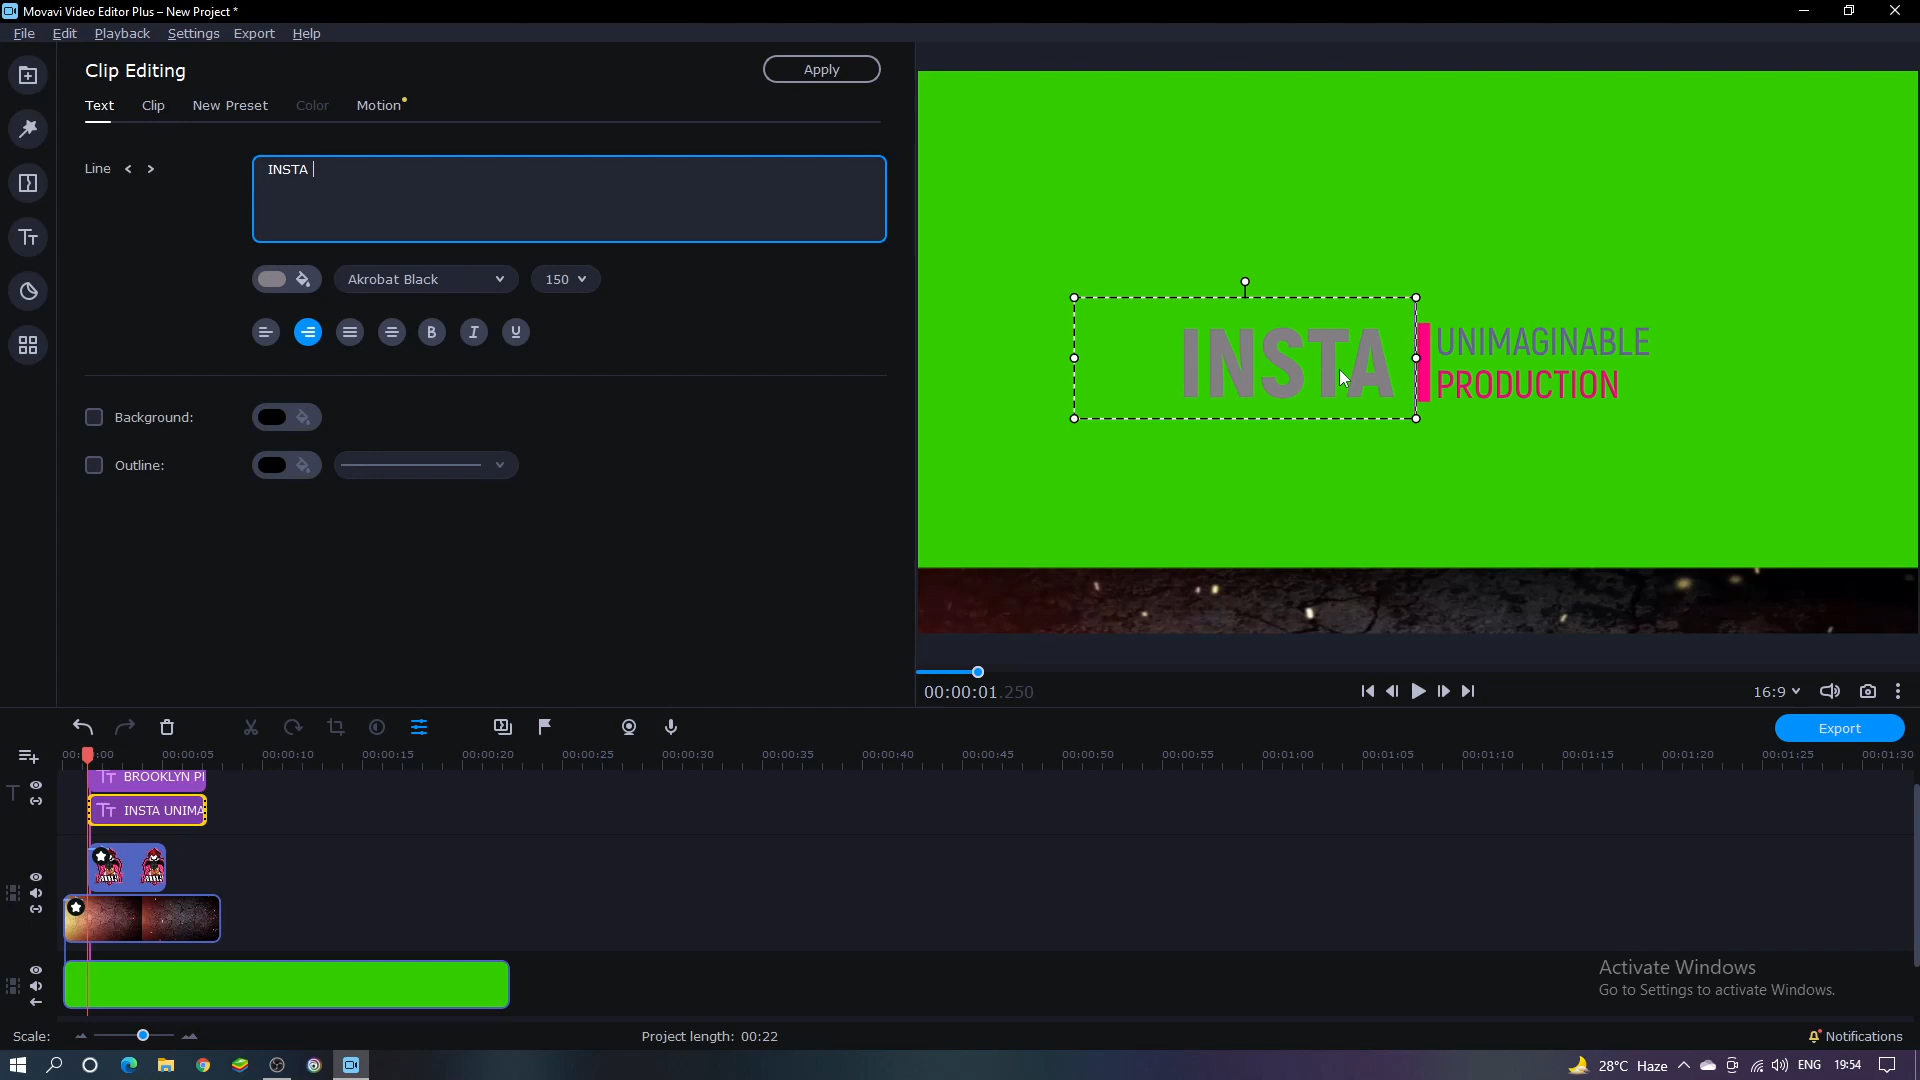 Movavi Video Editor Plus – New Project *
File Edit Playback Settings Export Help
Clip Editing
Apply
Text Clip New Preset Color Motion
Line
INSTA
Akrobat Black
150
B I U
Background:
Outline:
INSTA
UNIMAGINABLE
PRODUCTION
00:00:01.250
16:9
Export
00:00:05 00:00:10 00:00:15 00:00:20 00:00:25 00:00:30 00:00:35 00:00:40 00:00:45 00:00:50 00:00:55 00:01:00 00:01:05 00:01:10 00:01:15 00:01:20 00:01:25 00:01:30
BROOKLYN
INSTA UNIMA
Activate Windows
Go to Settings to activate Windows.
Scale:
Project length: 00:22
Notifications
28°C Haze
ENG
19:54